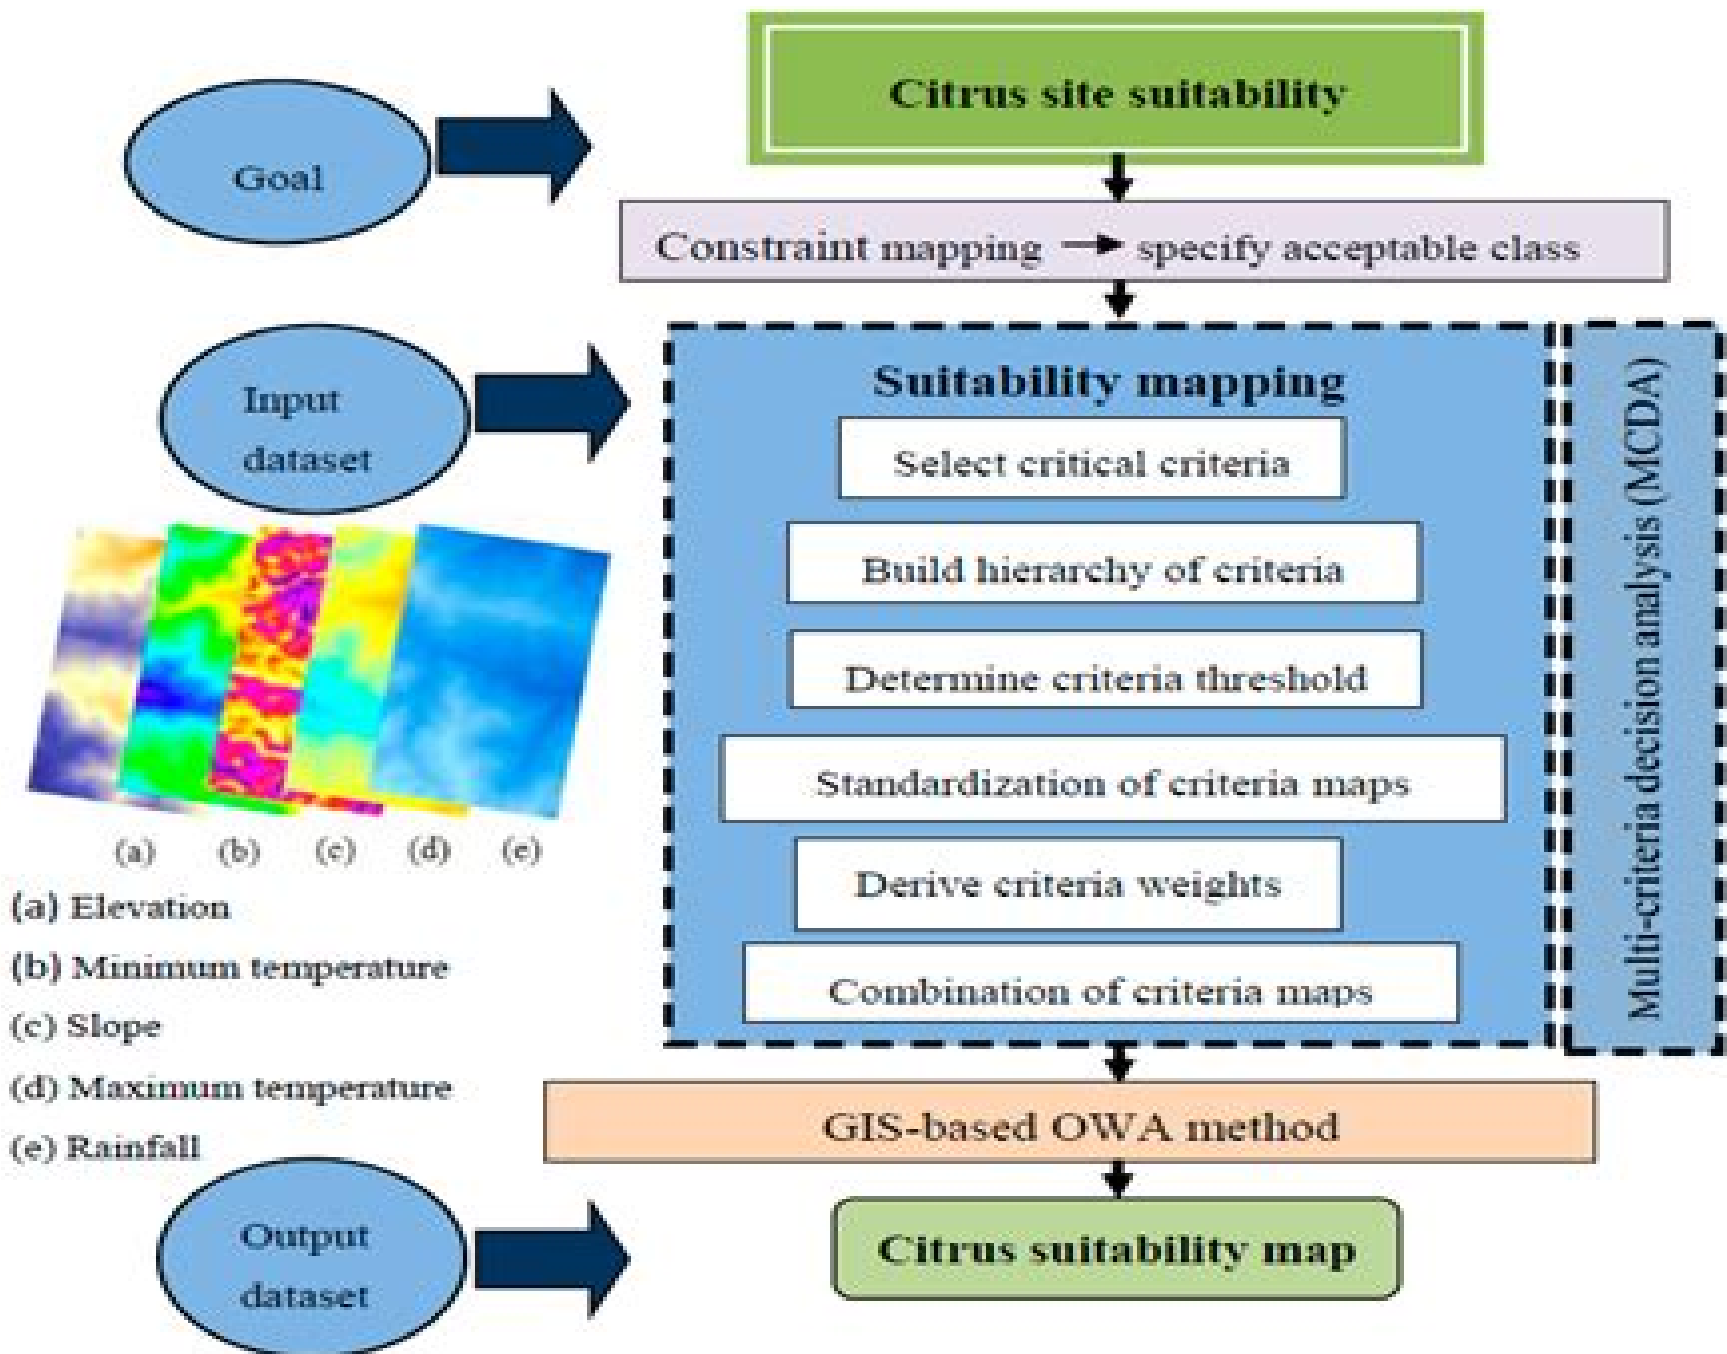 Citrus site suitability
Goal
Constraint mapping → specify acceptable class
Input
dataset
Suitability mapping
Select critical criteria
Build hierarchy of criteria
Determine criteria threshold
Standardization of criteria maps
Derive criteria weights
Combination of criteria maps
Multi-criteria decision analysis (MCDA)
(a) (b) (c) (d) (e)
(a) Elevation
(b) Minimum temperature
(c) Slope
(d) Maximum temperature
(e) Rainfall
GIS-based OWA method
Output
dataset
Citrus suitability map